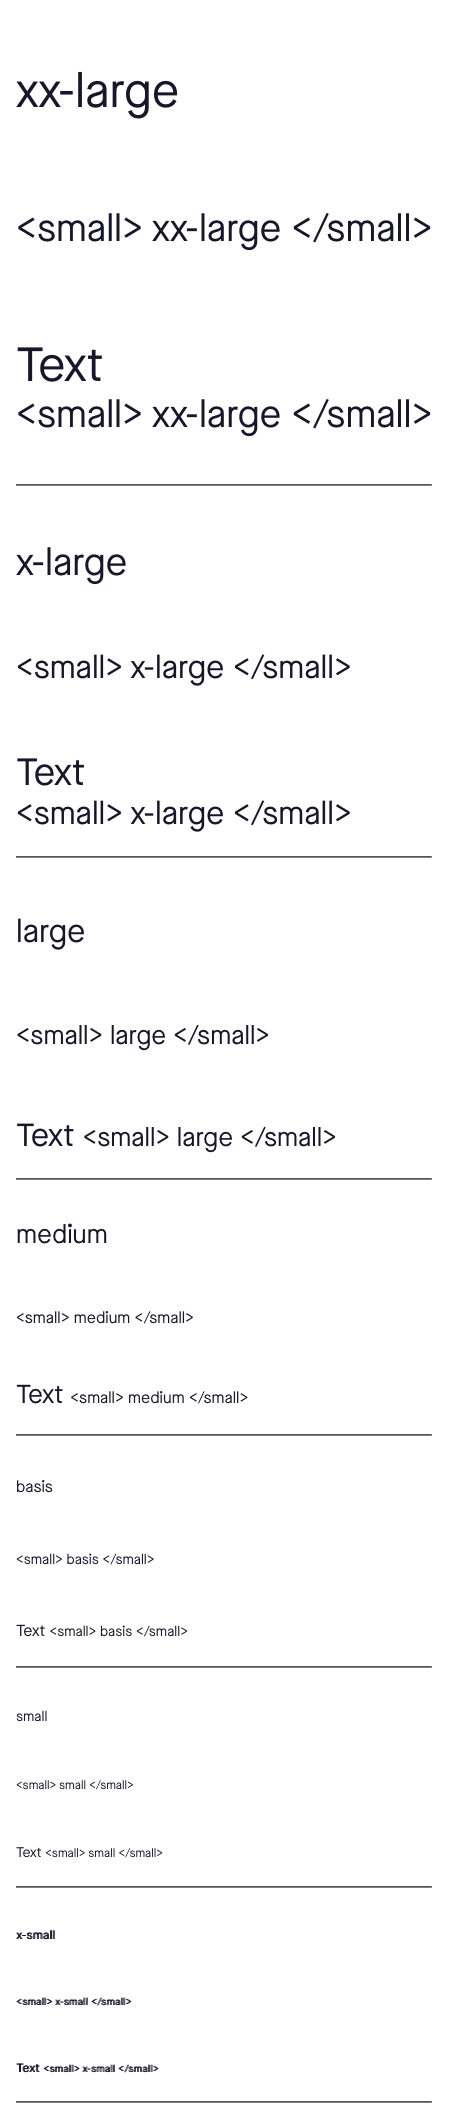 xx-large
<small> xx-large </small>
Text
<small> xx-large </small>
x-large
<small> x-large </small>
Text
<small> x-large </small>
large
<small> large </small>
Text <small> large </small>
medium
<small> medium </small>
Text <small> medium </small>
basis
<small> basis </small>
Text <small> basis </small>
small
<small> small </small>
Text <small> small </small>
x-small
<small> x-small </small>
Text <small> x-small </small>